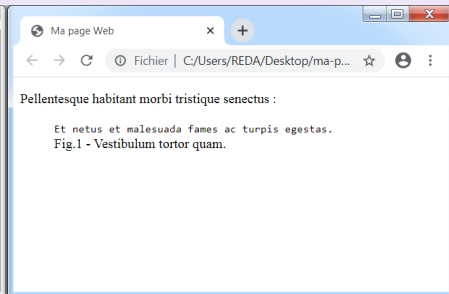 Ma page Web
Fichier | C:/Users/REDA/Desktop/ma-p...
Pellentesque habitant morbi tristique senectus :
Et netus et malesuada fames ac turpis egestas.
Fig.1 - Vestibulum tortor quam.